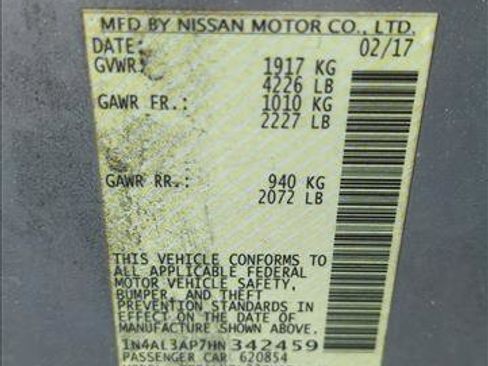 MFD BY NISSAN MOTOR CO., LTD.
DATE: 02/17
GVWR: 1917 KG
4226 LB
GAWR FR.: 1010 KG
2227 LB
GAWR RR.: 940 KG
2072 LB
THIS VEHICLE CONFORMS TO
ALL APPLICABLE FEDERAL
MOTOR VEHICLE SAFETY,
BUMPER, AND THEFT
PREVENTION STANDARDS IN
EFFECT ON THE DATE OF
MANUFACTURE SHOWN ABOVE.
1N4AL3AP7HN 342459
PASSENGER CAR 620854